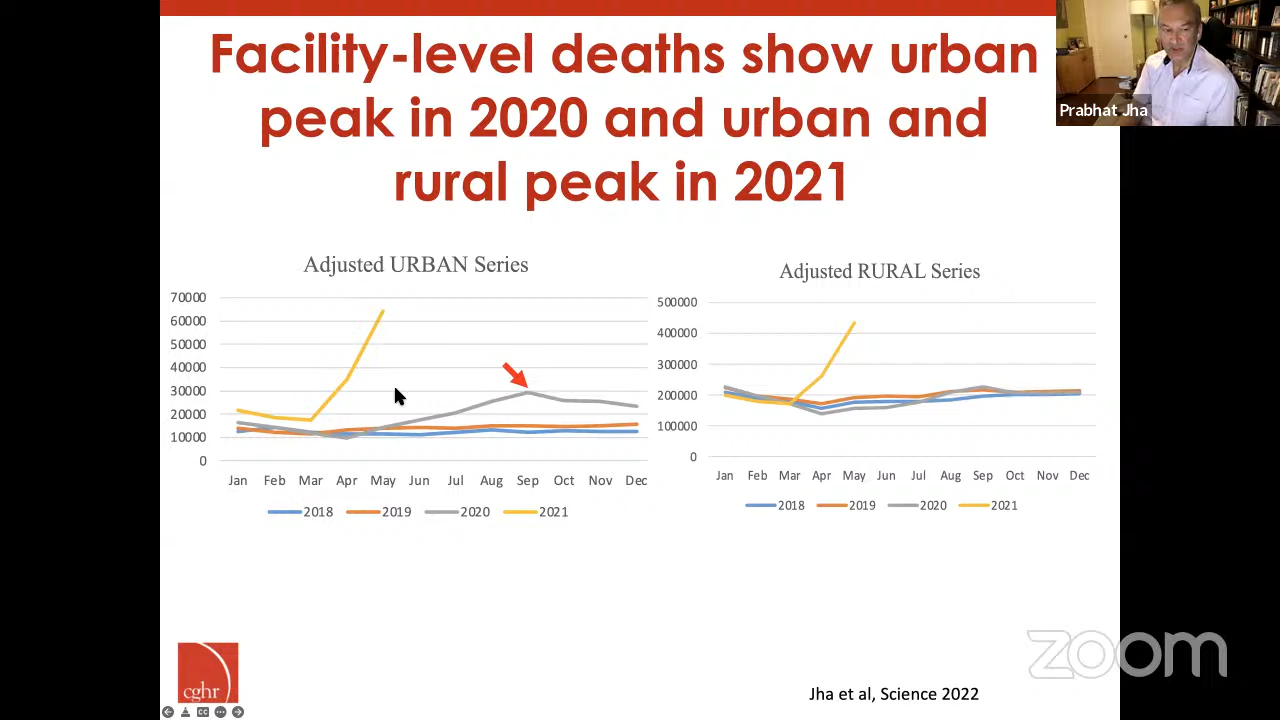 Facility-level deaths show urban
peak in 2020 and urban and
rural peak in 2021
Prabhat Jha
Adjusted URBAN Series
70000
60000
50000
40000
30000
20000
10000
0
Jan Feb Mar Apr May Jun Jul Aug Sep Oct Nov Dec
2018 2019 2020 2021
Adjusted RURAL Series
500000
400000
300000
200000
100000
0
Jan Feb Mar Apr May Jun Jul Aug Sep Oct Nov Dec
2018 2019 2020 2021
cghr
CC
Jha et al, Science 2022
zoom